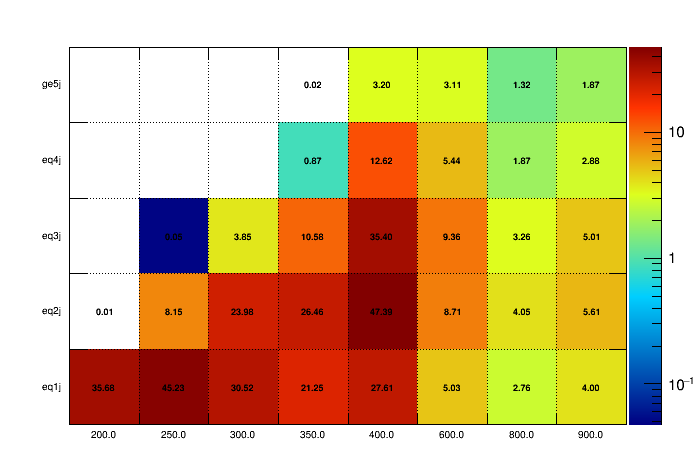 ge5j 0.02 3.20 3.11 1.32 1.87
10
eq4j 0.87 12.62 5.44 1.87 2.88
eq3j 3.85 10.58 35.40 9.36 3.26 5.01
1
eq2j 0.01 8.15 23.98 26.45 8.71 4.05 5.61
eq1j 35.68 45.23 30.52 21.25 27.61 5.03 2.76 4.00
10⁻¹
200.0 250.0 300.0 350.0 400.0 600.0 800.0 900.0